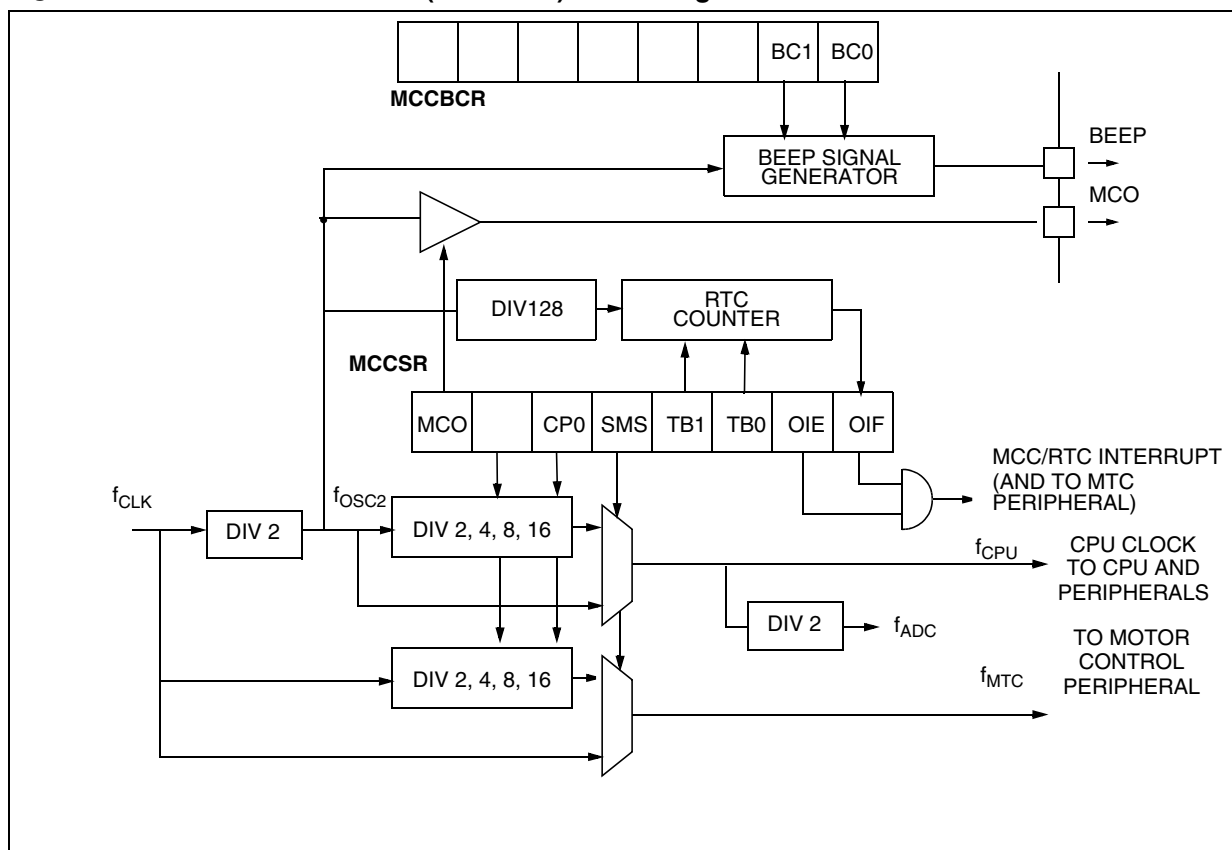 BC1 BC0
MCCBCR
BEEP
BEEP SIGNAL
GENERATOR
MCO
DIV128
RTC
COUNTER
MCCSR
MCO CP0 SMS TB1 TB0 OIE OIF
MCC/RTC INTERRUPT
(AND TO MTC
PERIPHERAL)
fCLK
fOSC2
DIV 2
DIV 2, 4, 8, 16
fCPU
CPU CLOCK
TO CPU AND
PERIPHERALS
DIV 2
fADC
DIV 2, 4, 8, 16
fMTC
TO MOTOR
CONTROL
PERIPHERAL